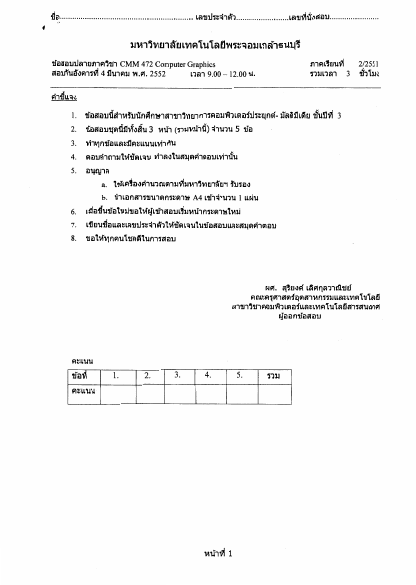 ชื่อ.................................................... เลขประจำตัว....................เลขที่นั่งสอบ..................
มหาวิทยาลัยเทคโนโลยีพระจอมเกล้าธนบุรี
ข้อสอบปลายภาควิชา CMM 472 Computer Graphics ภาคเรียนที่ 2/2551
สอบวันอังคารที่ 4 มีนาคม พ.ศ. 2552 เวลา 9.00 – 12.00 น. รวมเวลา 3 ชั่วโมง
คำชี้แจง
1. ข้อสอบนี้สำหรับนักศึกษาสาขาวิทยาการคอมพิวเตอร์ประยุกต์- มัลติมีเดีย ชั้นปีที่ 3
2. ข้อสอบชุดนี้มีทั้งสิ้น 3 หน้า (รวมหน้านี้) จำนวน 5 ข้อ
3. ทำทุกข้อและมีคะแนนเท่ากัน
4. ตอบคำถามให้ชัดเจน ทำลงในสมุดคำตอบเท่านั้น
5. อนุญาต
a. ใช้เครื่องคำนวณตามที่มหาวิทยาลัยฯ รับรอง
b. นำเอกสารขนาดกระดาษ A4 เข้าจำนวน 1 แผ่น
6. เมื่อขึ้นข้อใหม่ขอให้ผู้เข้าสอบเริ่มหน้ากระดาษใหม่
7. เขียนชื่อและเลขประจำตัวให้ชัดเจนในข้อสอบและสมุดคำตอบ
8. ขอให้ทุกคนโชคดีในการสอบ
ผศ. สุริยงค์ เลิศกุลวาณิชย์
คณะครุศาสตร์อุตสาหกรรมและเทคโนโลยี
สาขาวิชาคอมพิวเตอร์และเทคโนโลยีสารสนเทศ
ผู้ออกข้อสอบ
คะแนน
ข้อที่ 1. 2. 3. 4. 5. รวม
คะแนน
หน้าที่ 1